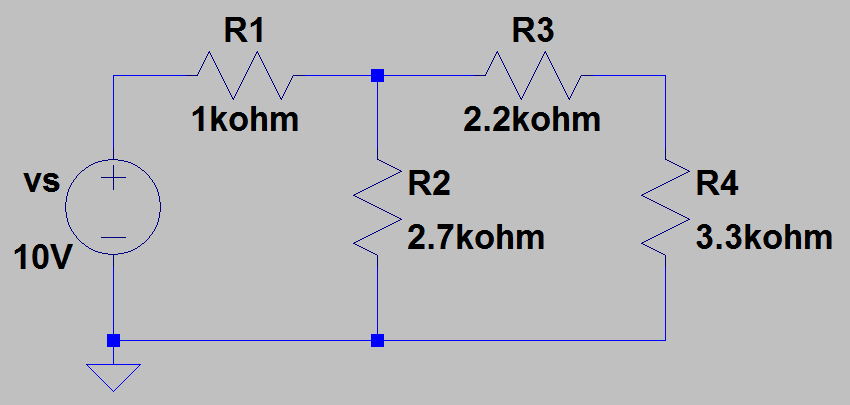 R1
1kohm
R3
2.2kohm
vs
10V
R2
2.7kohm
R4
3.3kohm